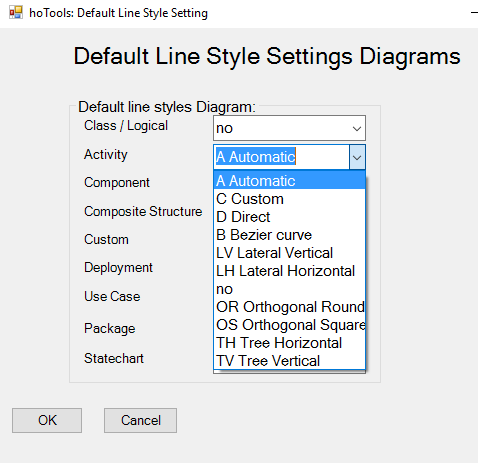 hoTools: Default Line Style Setting
Default Line Style Settings Diagrams
Default line styles Diagram:
Class / Logical
no
Activity
A Automatic
Component
Composite Structure
Custom
Deployment
Use Case
Package
Statechart
A Automatic
C Custom
D Direct
B Bezier curve
LV Lateral Vertical
LH Lateral Horizontal
no
OR Orthogonal Round
OS Orthogonal Square
TH Tree Horizontal
TV Tree Vertical
OK
Cancel